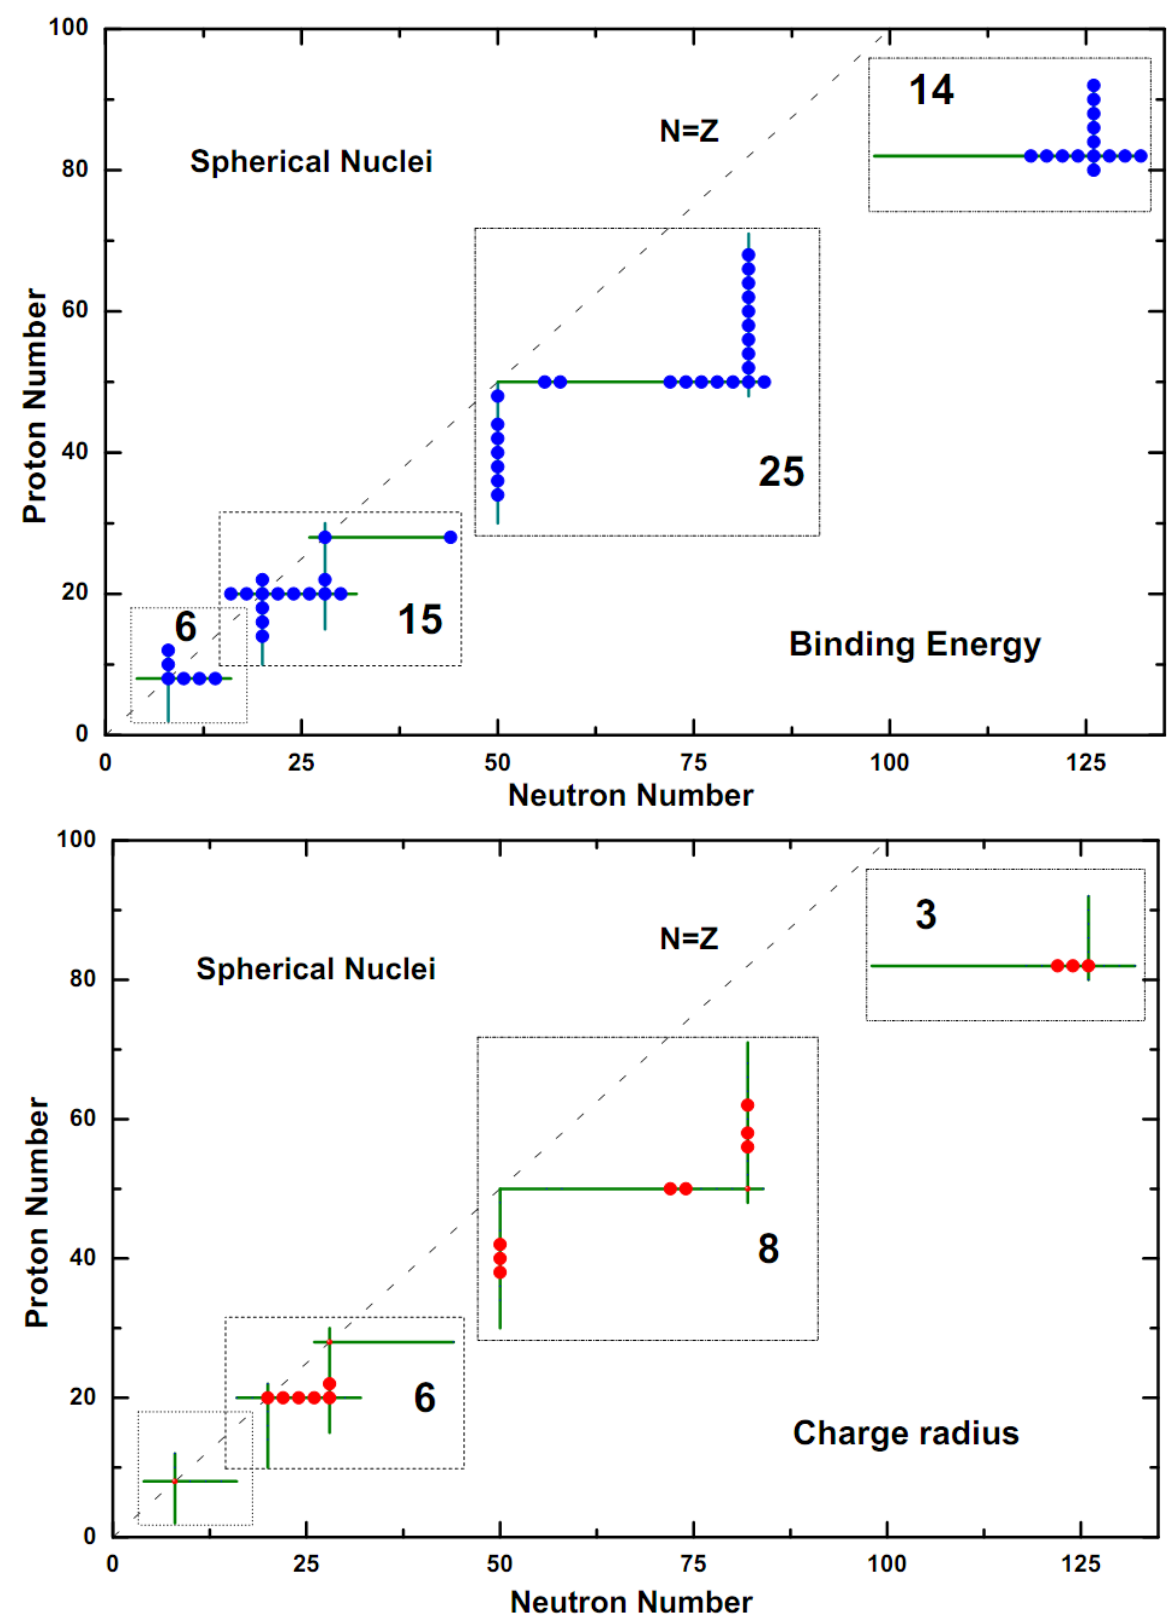 100
14
N=Z
Spherical Nuclei
80
60
Proton Number
40
25
20
6
15
Binding Energy
0
0 25 50 75 100 125
Neutron Number
100
3
N=Z
Spherical Nuclei
80
60
Proton Number
40
8
20
6
Charge radius
0
0 25 50 75 100 125
Neutron Number